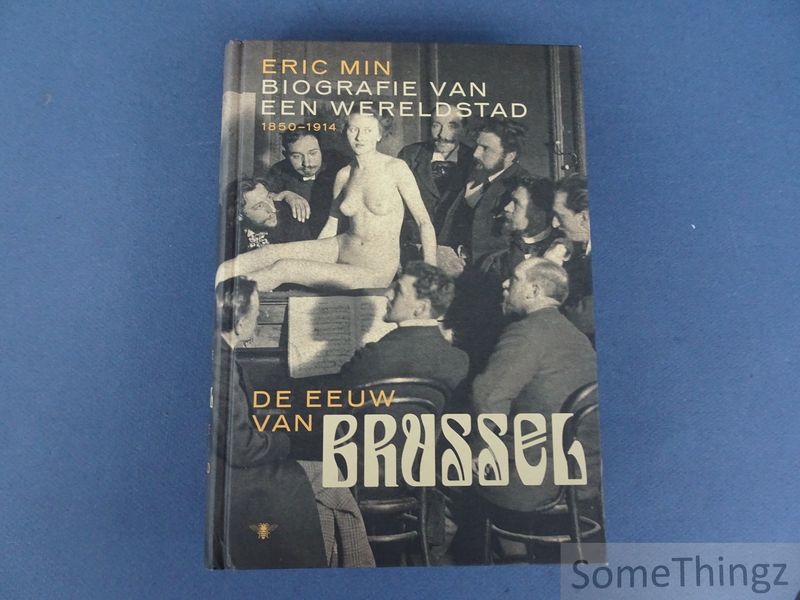 ERIC MIN
BIOGRAFIE VAN
EEN WERELDSTAD
1850–1914
DE EEUW
VAN BRUSSEL
SomeThingz